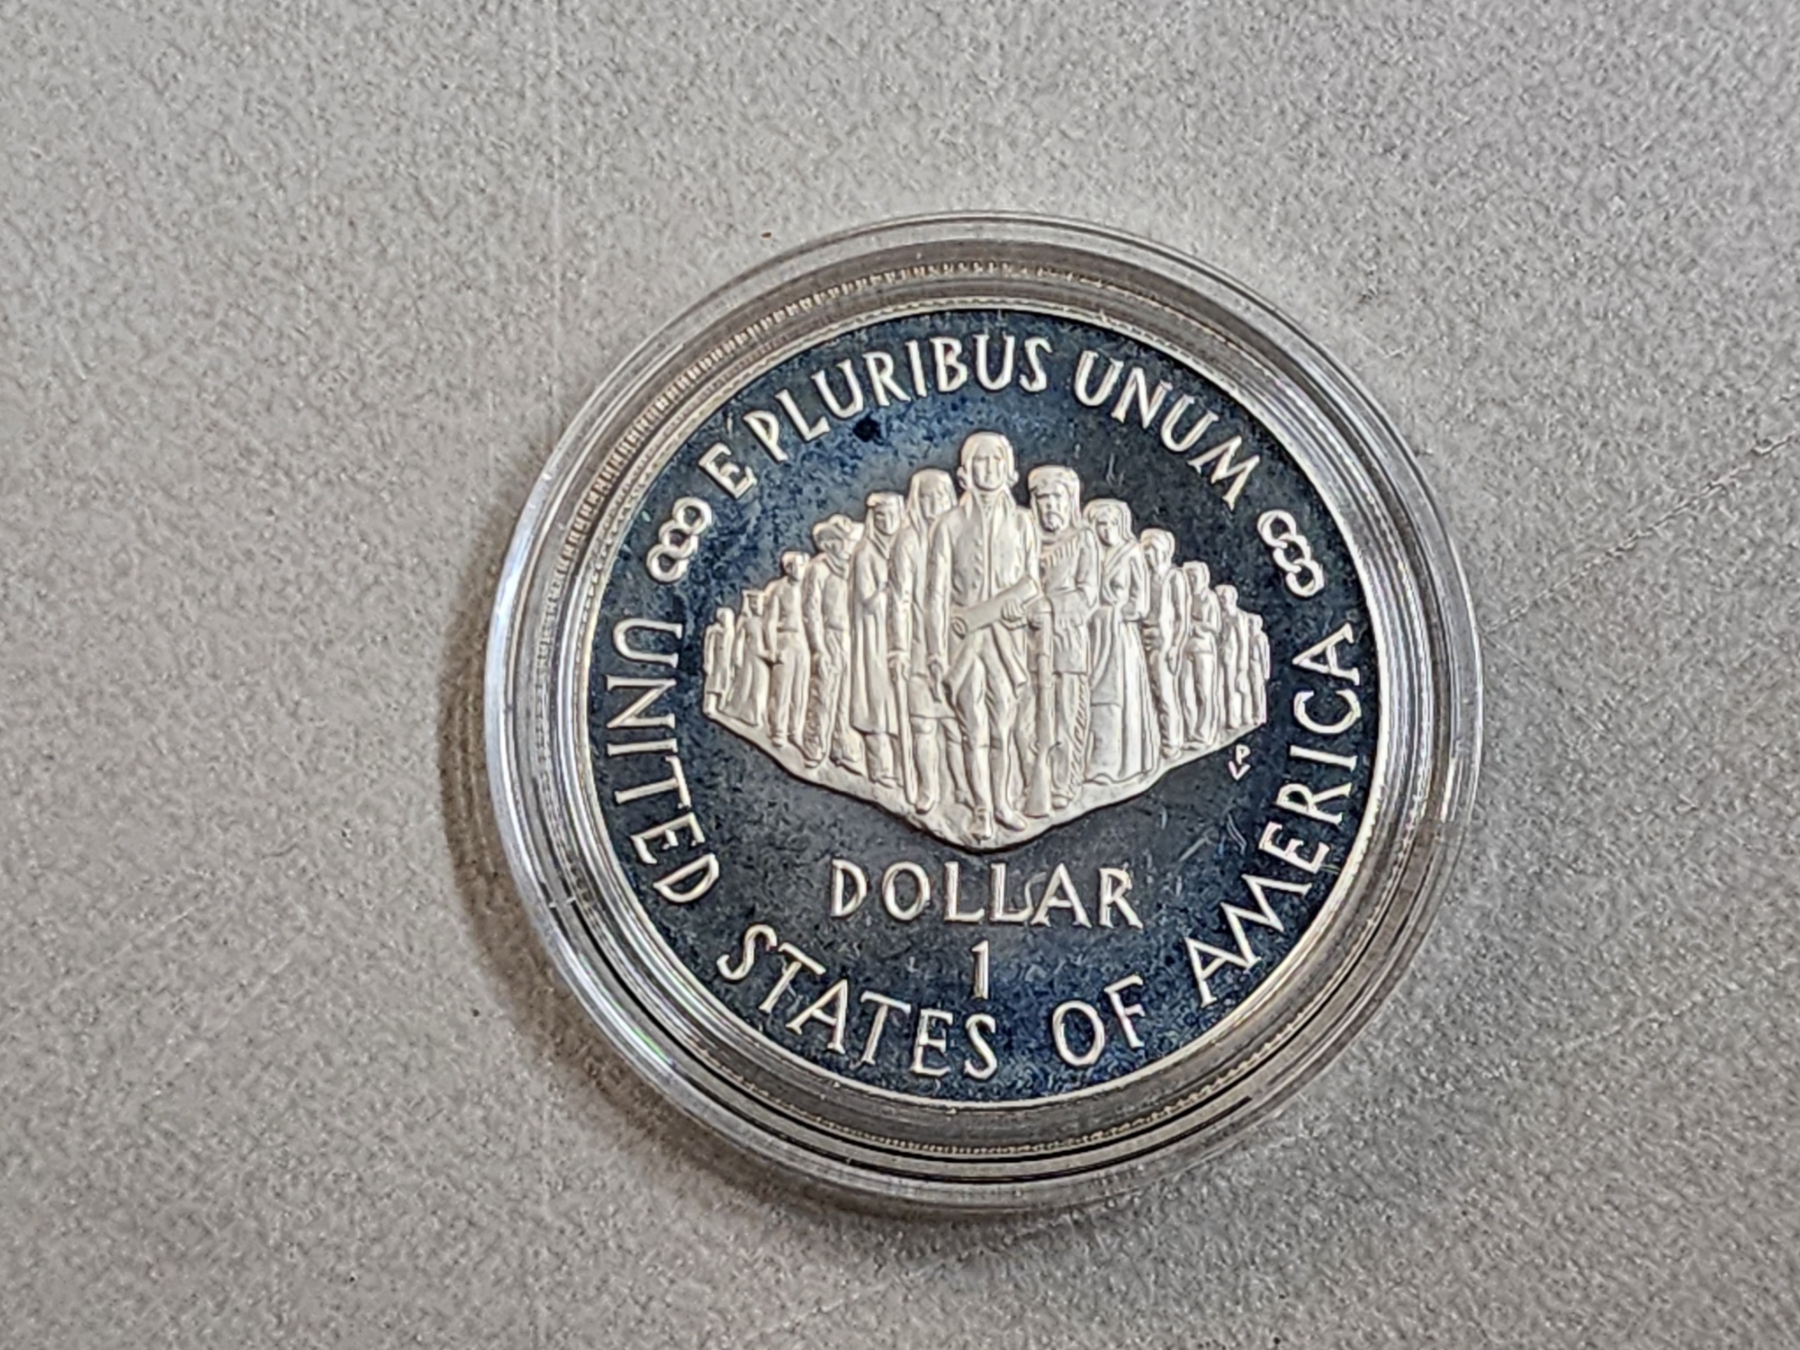 E PLURIBUS UNUM
DOLLAR
1
UNITED STATES OF AMERICA